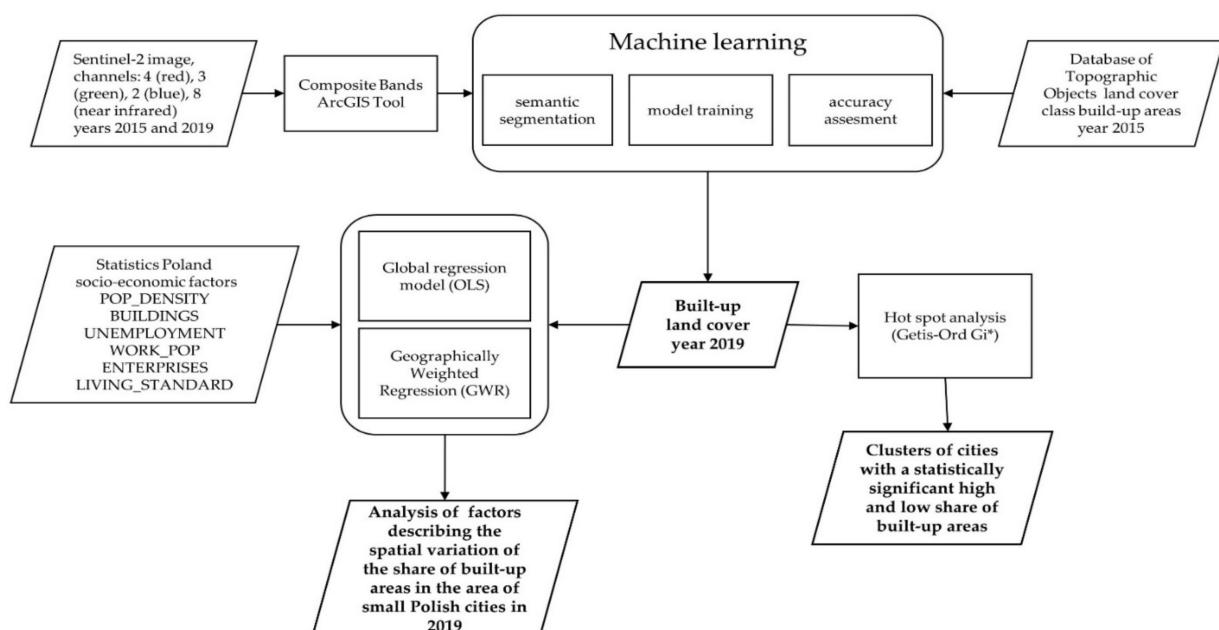 Machine learning
Sentinel-2 image,
channels: 4 (red), 3
(green), 2 (blue), 8
(near infrared)
years 2015 and 2019
Composite Bands
ArcGIS Tool
semantic
segmentation
model training
accuracy
assesment
Database of
Topographic
Objects land cover
class build-up areas
year 2015
Statistics Poland
socio-economic factors
POP_DENSITY
BUILDINGS
UNEMPLOYMENT
WORK_POP
ENTERPRISES
LIVING_STANDARD
Global regression
model (OLS)
Geographically
Weighted
Regression (GWR)
Built-up
land cover
year 2019
Hot spot analysis
(Getis-Ord Gi*)
Clusters of cities
with a statistically
significant high
and low share of
built-up areas
Analysis of factors
describing the
spatial variation of
the share of built-up
areas in the area of
small Polish cities in
2019